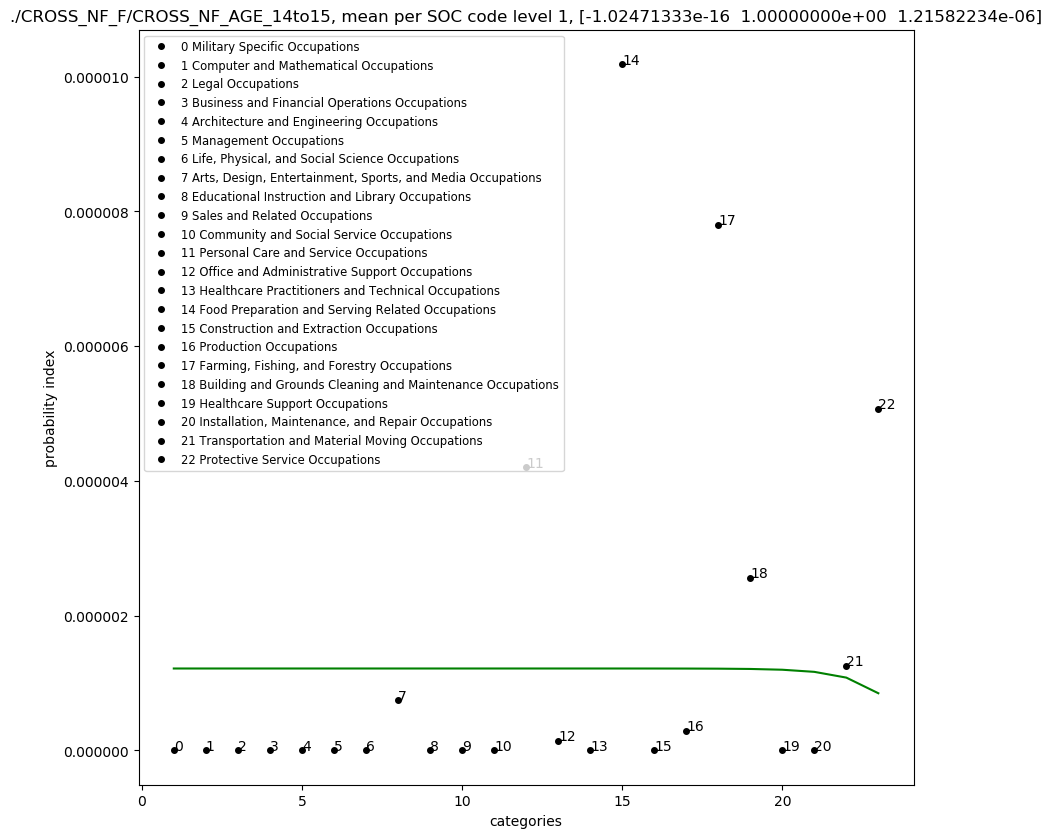 ./CROSS_NF_F/CROSS_NF_AGE_14to15, mean per SOC code level 1, [-1.02471333e-16  1.00000000e+00  1.21582234e-06]
0 Military Specific Occupations
1 Computer and Mathematical Occupations
2 Legal Occupations
3 Business and Financial Operations Occupations
4 Architecture and Engineering Occupations
5 Management Occupations
6 Life, Physical, and Social Science Occupations
7 Arts, Design, Entertainment, Sports, and Media Occupations
8 Educational Instruction and Library Occupations
9 Sales and Related Occupations
10 Community and Social Service Occupations
11 Personal Care and Service Occupations
12 Office and Administrative Support Occupations
13 Healthcare Practitioners and Technical Occupations
14 Food Preparation and Serving Related Occupations
15 Construction and Extraction Occupations
16 Production Occupations
17 Farming, Fishing, and Forestry Occupations
18 Building and Grounds Cleaning and Maintenance Occupations
19 Healthcare Support Occupations
20 Installation, Maintenance, and Repair Occupations
21 Transportation and Material Moving Occupations
22 Protective Service Occupations
14
17
22
11
18
21
7
16
12
0 1 2 3 4 5 6 8 9 10 13 15 19 20
0.000010
0.000008
0.000006
0.000004
0.000002
0.000000
probability index
0 5 10 15 20
categories